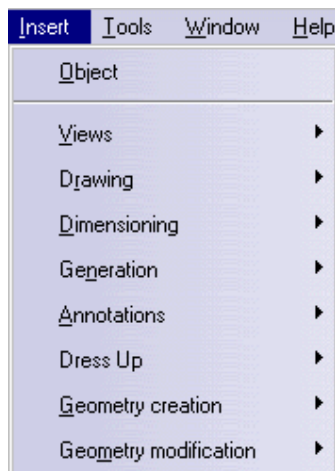 Insert Tools Window Help
Object
Views
Drawing
Dimensioning
Generation
Annotations
Dress Up
Geometry creation
Geometry modification